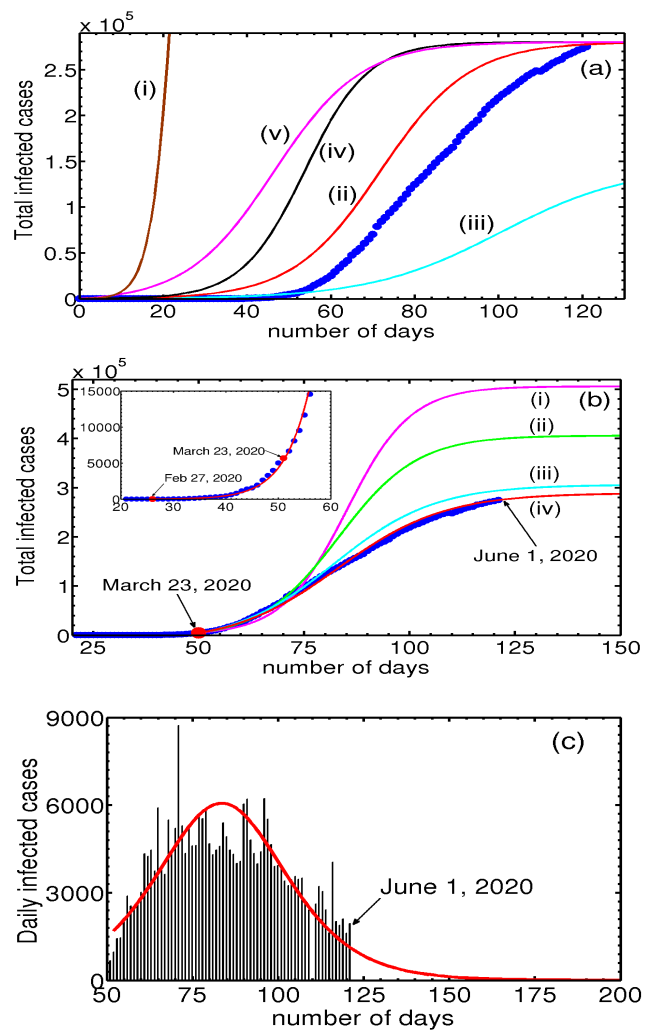 x 10^5
2.5
2
1.5
1
0.5
0
Total infected cases
(i)
(v)
(iv)
(ii)
(iii)
(a)
0 20 40 60 80 100 120
number of days
x 10^5
5
4
3
2
1
0
Total infected cases
15000
10000
5000
0
March 23, 2020
Feb 27, 2020
20 30 40 50 60
(i)
(b)
(ii)
(iii)
(iv)
June 1, 2020
March 23, 2020
25 50 75 100 125 150
number of days
9000
6000
3000
0
Daily infected cases
(c)
June 1, 2020
50 75 100 125 150 175 200
number of days